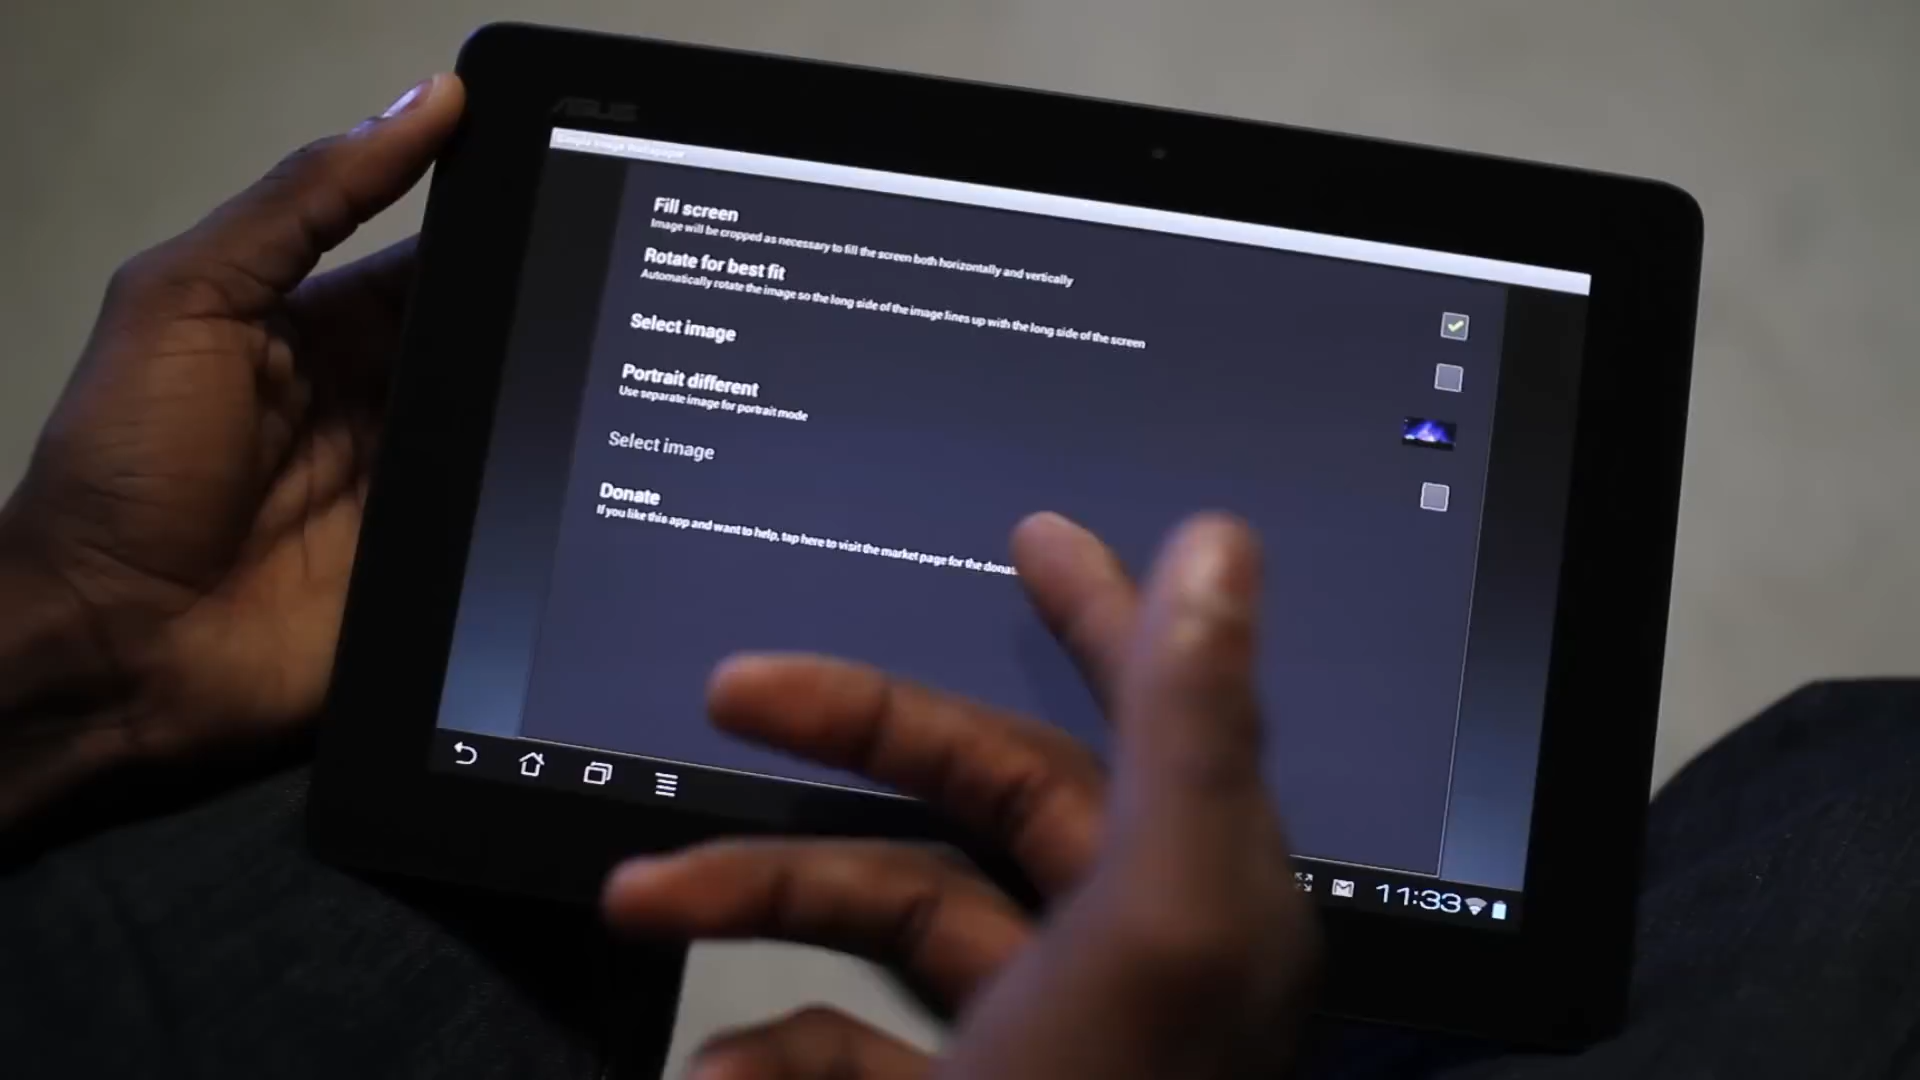 ASUS
Simple Image Wallpaper
Fill screen
Image will be cropped as necessary to fill the screen both horizontally and vertically
Rotate for best fit
Automatically rotate the image so the long side of the image lines up with the long side of the screen
Select image
Portrait different
Use separate image for portrait mode
Select image
Donate
If you like this app and want to help, tap here to visit the market page for the donat
11:33